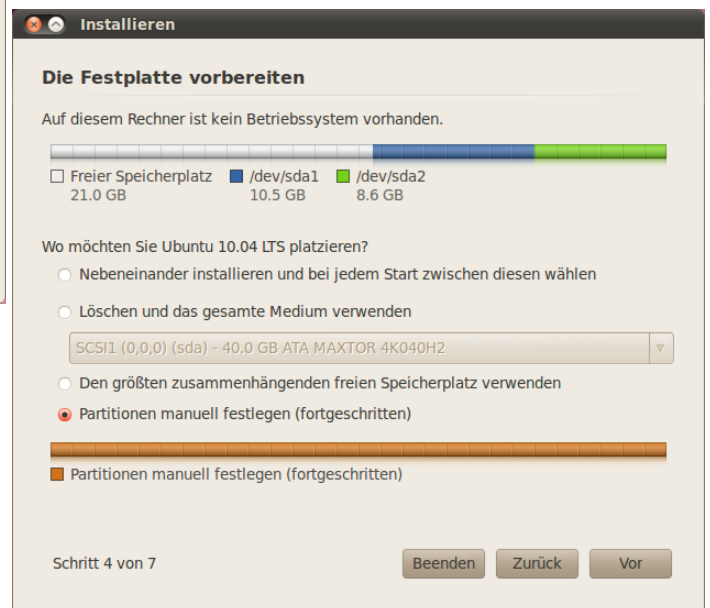 Installieren
Die Festplatte vorbereiten
Auf diesem Rechner ist kein Betriebssystem vorhanden.
Freier Speicherplatz /dev/sda1 /dev/sda2
21.0 GB 10.5 GB 8.6 GB
Wo möchten Sie Ubuntu 10.04 LTS platzieren?
Nebeneinander installieren und bei jedem Start zwischen diesen wählen
Löschen und das gesamte Medium verwenden
SCSI1 (0,0,0) (sda) - 40.0 GB ATA MAXTOR 4K040H2
Den größten zusammenhängenden freien Speicherplatz verwenden
Partitionen manuell festlegen (fortgeschritten)
Partitionen manuell festlegen (fortgeschritten)
Schritt 4 von 7 Beenden Zurück Vor